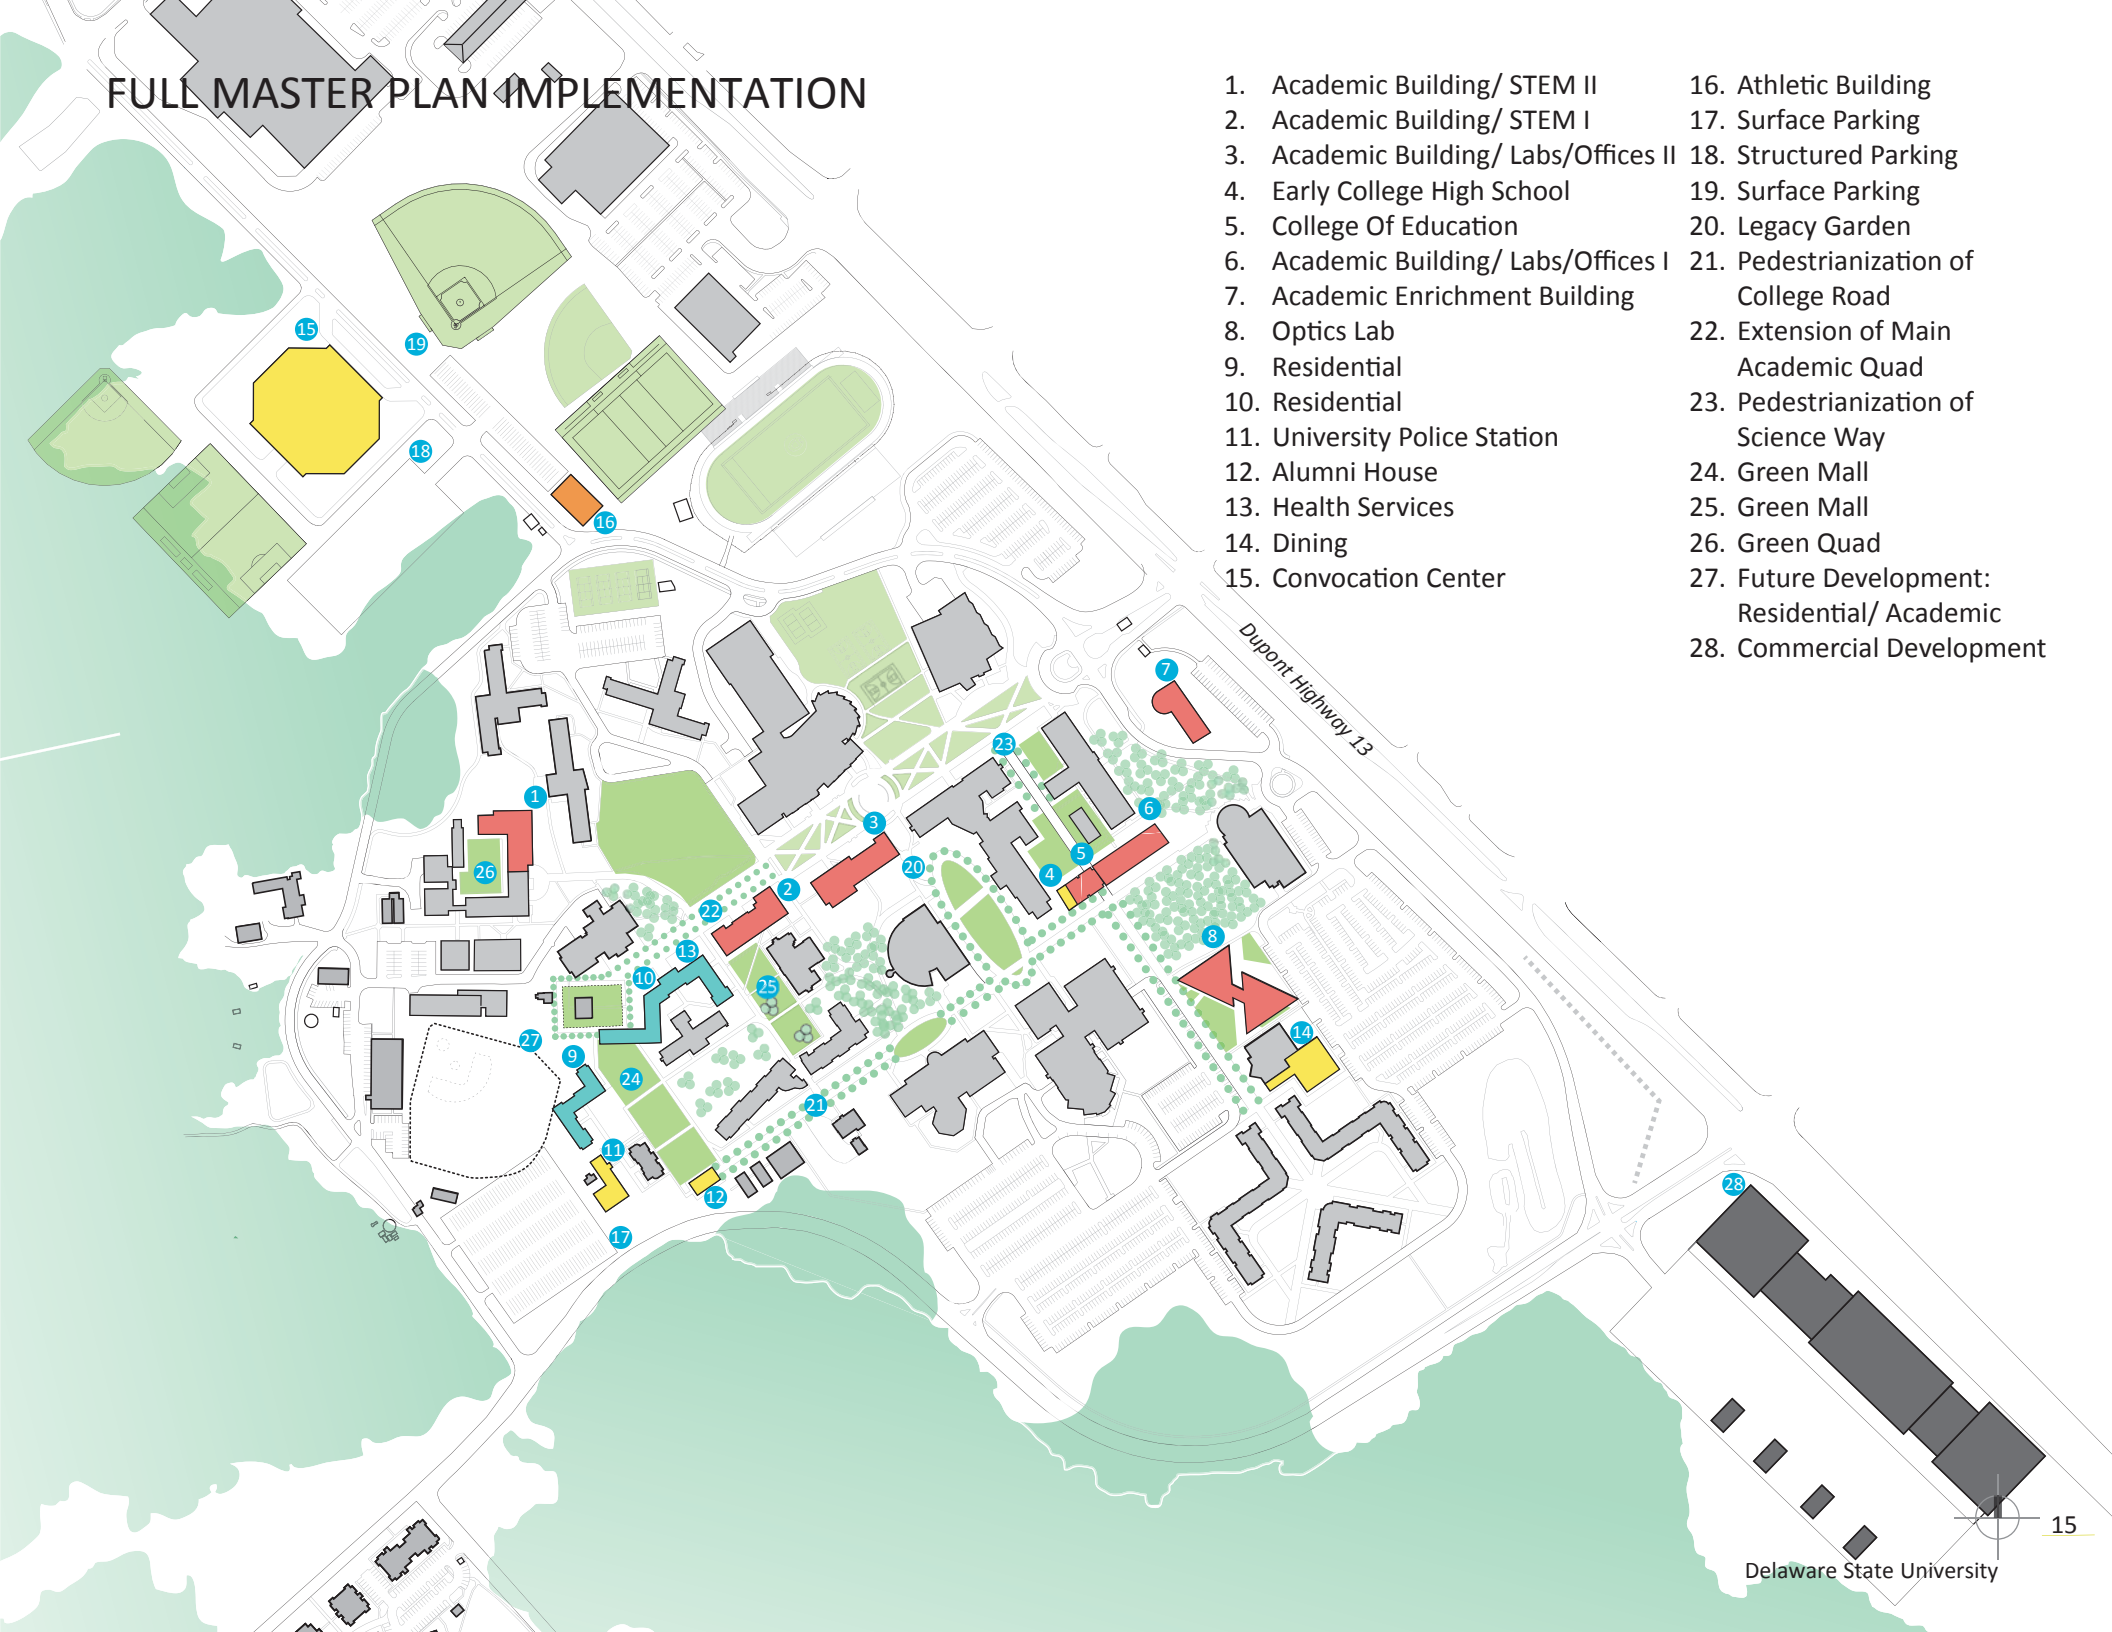 FULL MASTER PLAN IMPLEMENTATION
1. Academic Building/ STEM II
2. Academic Building/ STEM I
3. Academic Building/ Labs/Offices II
4. Early College High School
5. College Of Education
6. Academic Building/ Labs/Offices I
7. Academic Enrichment Building
8. Optics Lab
9. Residential
10. Residential
11. University Police Station
12. Alumni House
13. Health Services
14. Dining
15. Convocation Center
16. Athletic Building
17. Surface Parking
18. Structured Parking
19. Surface Parking
20. Legacy Garden
21. Pedestrianization of
College Road
22. Extension of Main
Academic Quad
23. Pedestrianization of
Science Way
24. Green Mall
25. Green Mall
26. Green Quad
27. Future Development:
Residential/ Academic
28. Commercial Development
15
19
18
16
Dupont Highway 13
7
23
1
6
3
5
20
26
4
2
22
8
13
10
25
14
27
9
24
21
11
12
28
17
15
Delaware State University